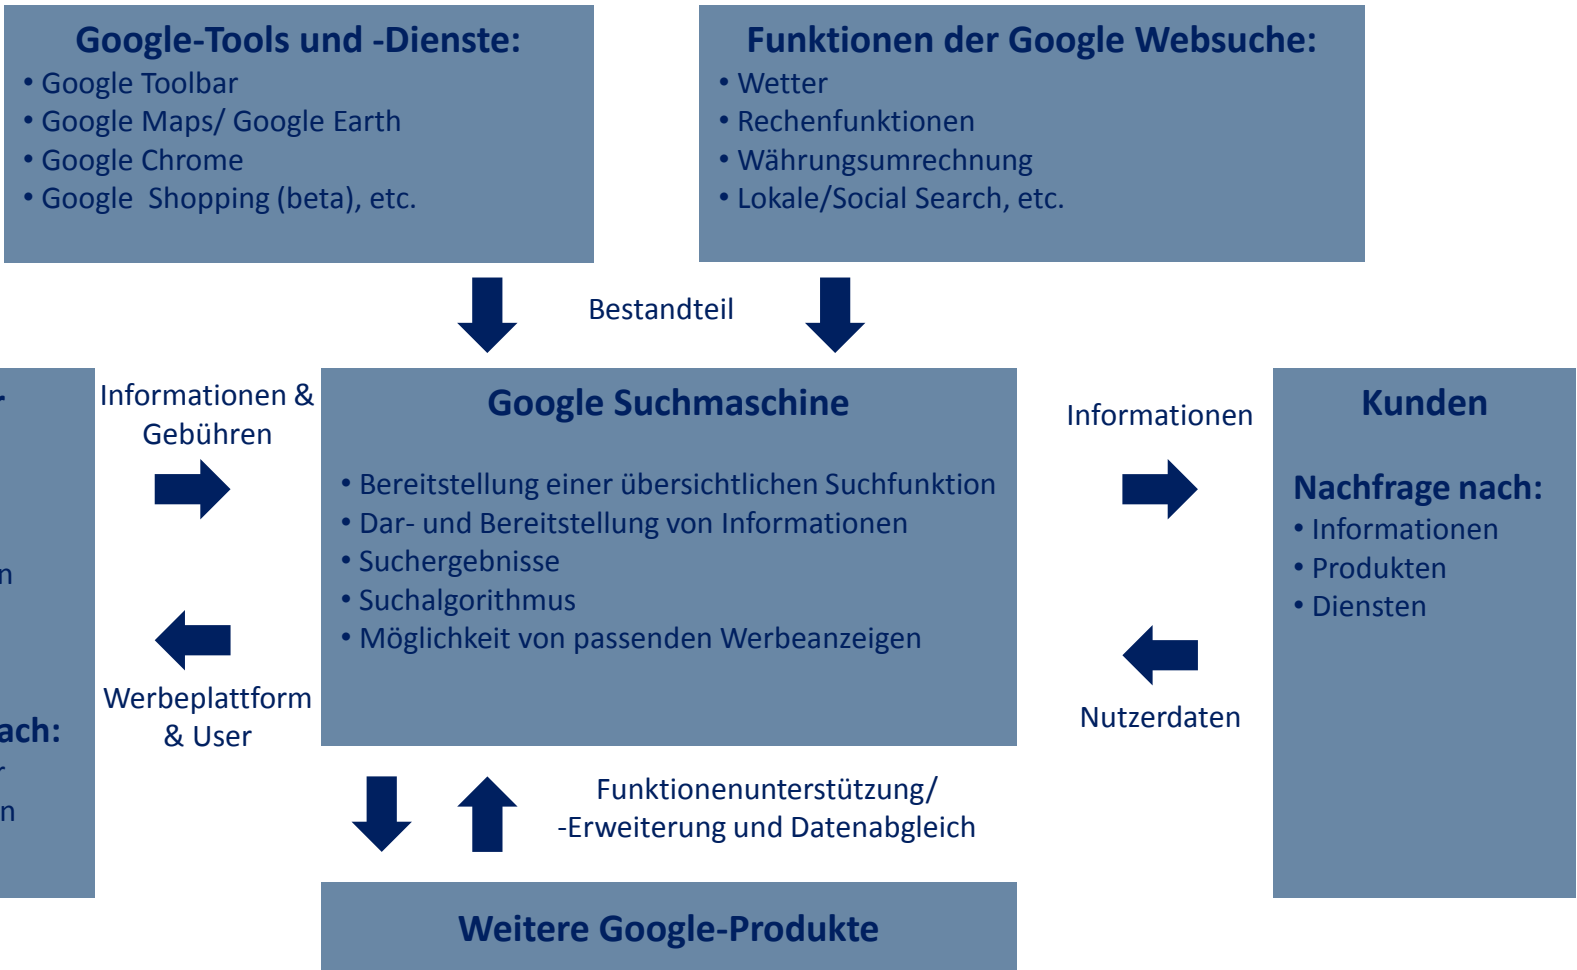 Google-Tools und -Dienste:
• Google Toolbar
• Google Maps/ Google Earth
• Google Chrome
• Google Shopping (beta), etc.
Funktionen der Google Websuche:
• Wetter
• Rechenfunktionen
• Währungsumrechnung
• Lokale/Social Search, etc.
Bestandteil
Informationen &
Gebühren
Werbeplattform
& User
Google Suchmaschine
• Bereitstellung einer übersichtlichen Suchfunktion
• Dar- und Bereitstellung von Informationen
• Suchergebnisse
• Suchalgorithmus
• Möglichkeit von passenden Werbeanzeigen
Informationen
Nutzerdaten
Kunden
Nachfrage nach:
• Informationen
• Produkten
• Diensten
Funktionenunterstützung/
-Erweiterung und Datenabgleich
Weitere Google-Produkte